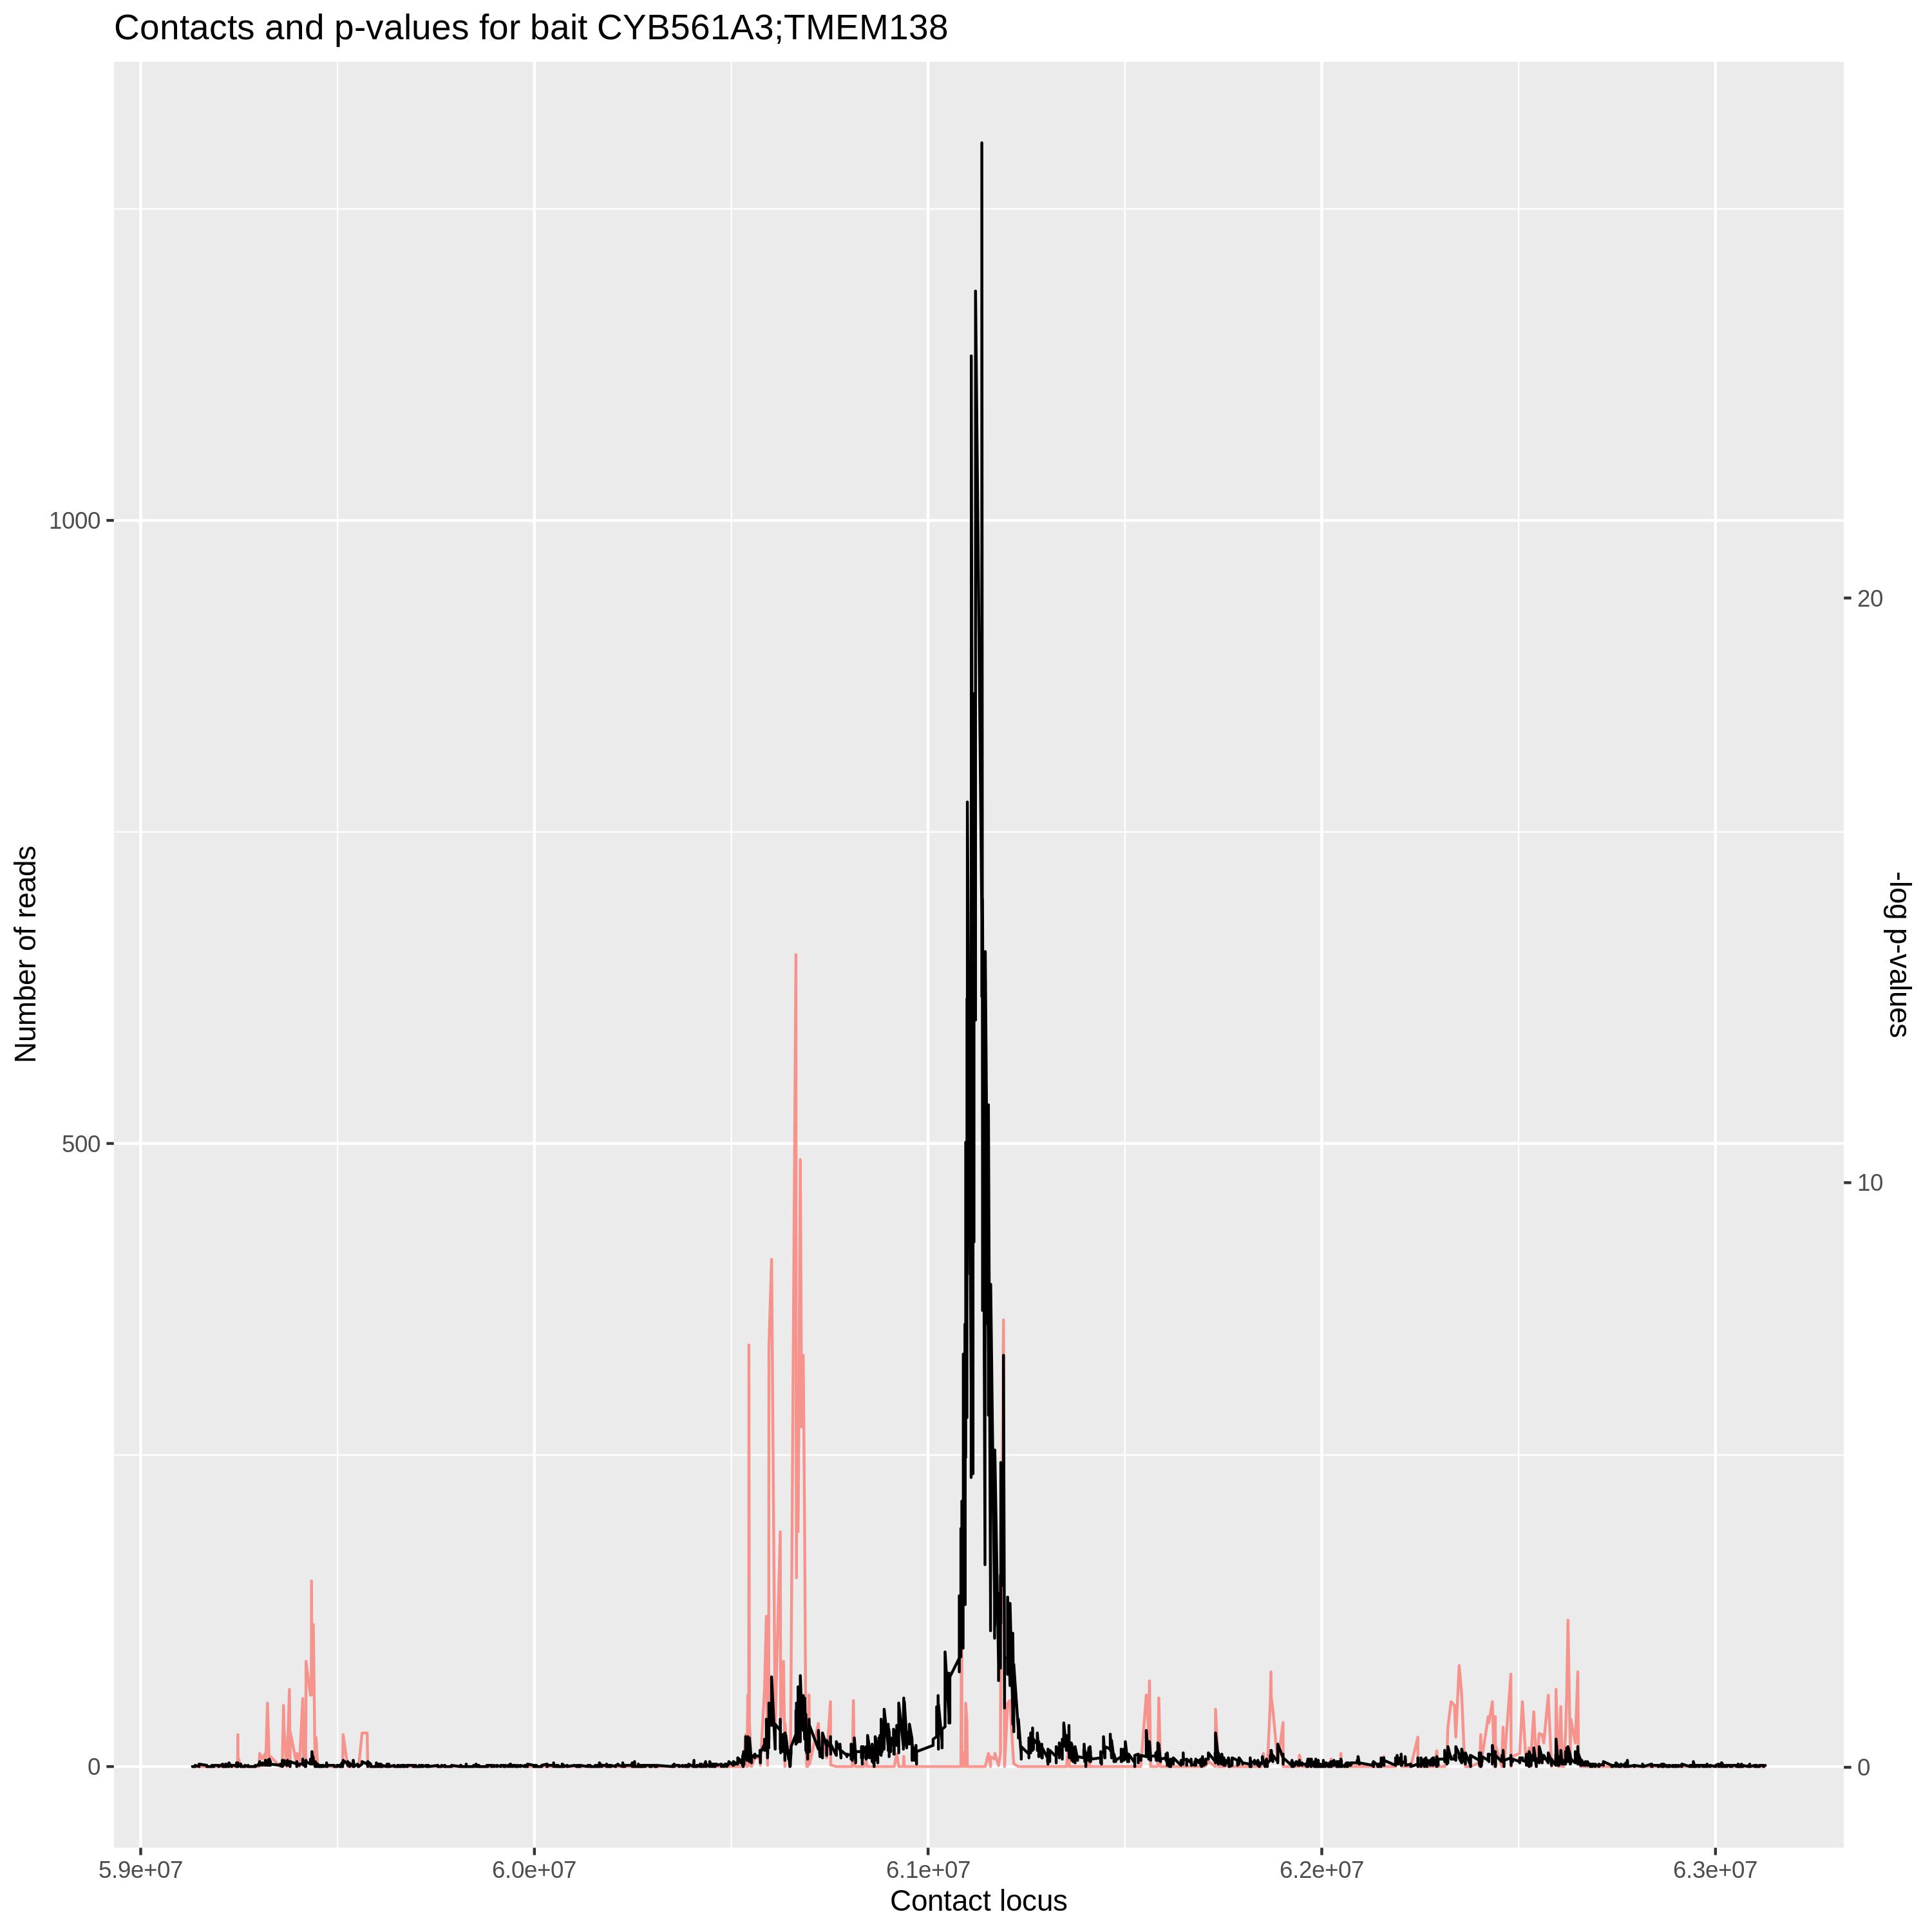 Contacts and p-values for bait CYB561A3;TMEM138
Number of reads
1000
500
0
20
10
0
-log p-values
5.9e+07
6.0e+07
6.1e+07
6.2e+07
6.3e+07
Contact locus